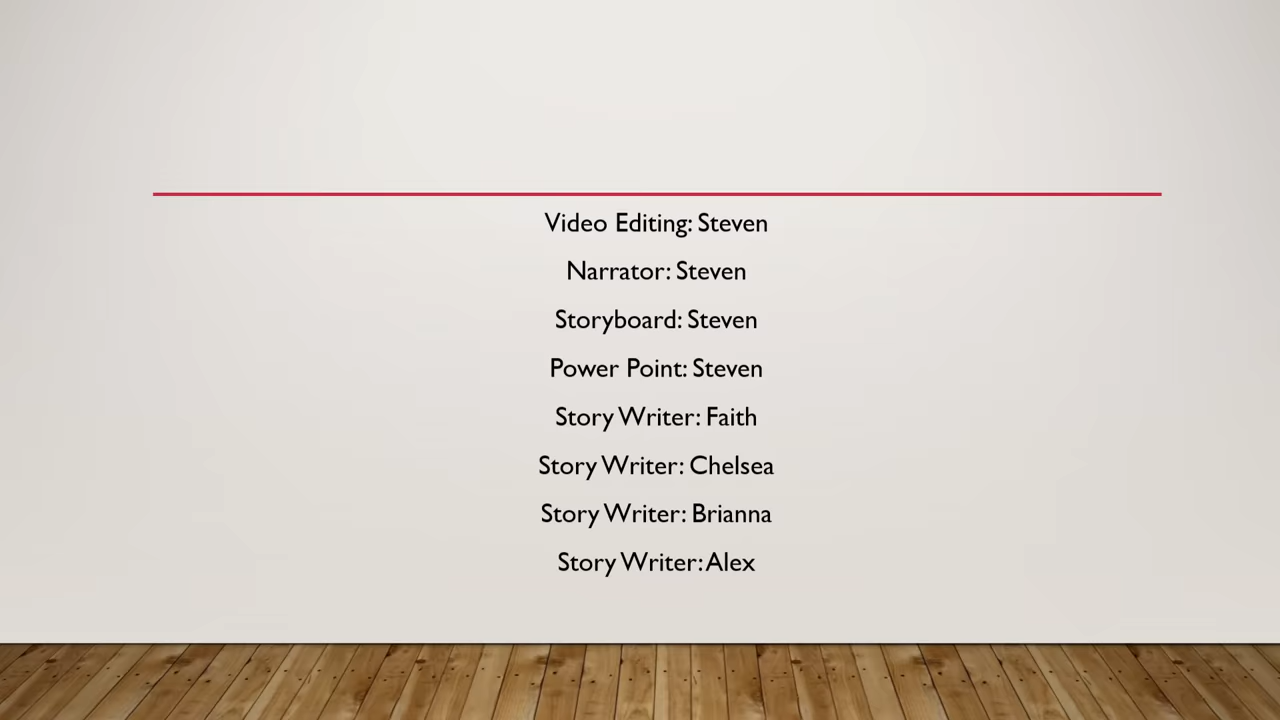 Video Editing: Steven
Narrator: Steven
Storyboard: Steven
Power Point: Steven
Story Writer: Faith
Story Writer: Chelsea
Story Writer: Brianna
Story Writer: Alex